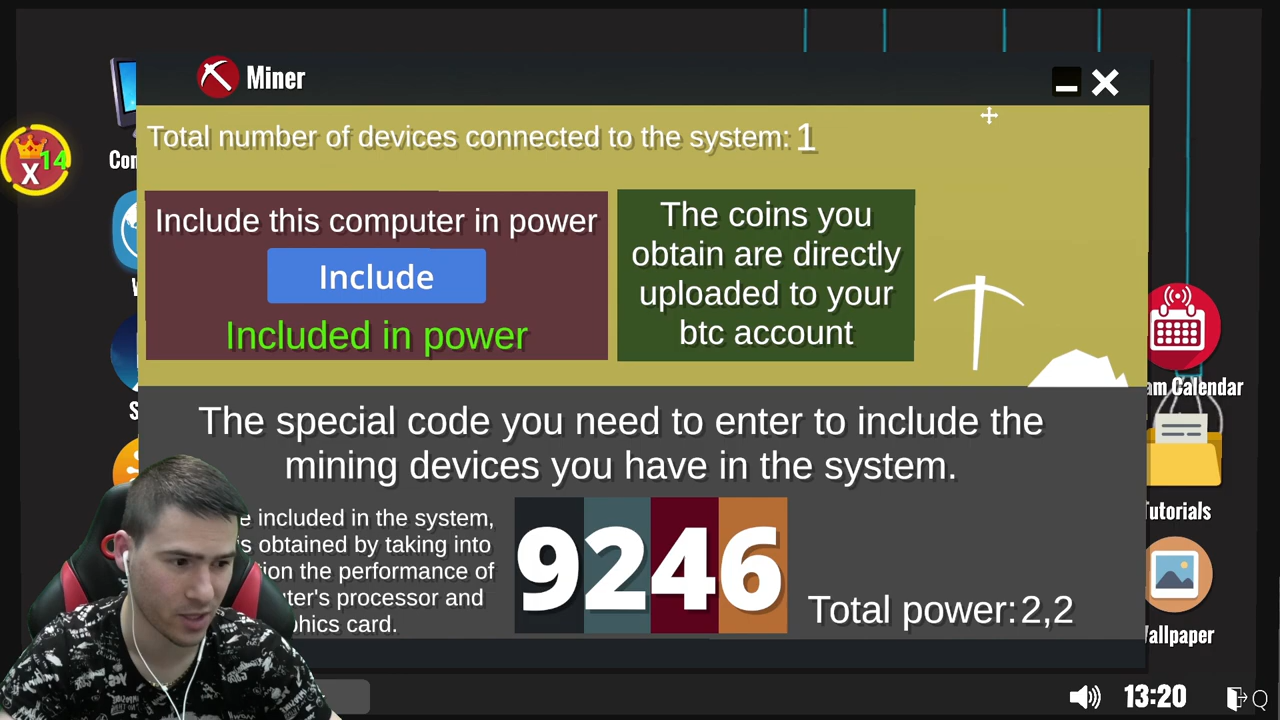 Miner
Total number of devices connected to the system: 1
X 14
Include this computer in power
Include
Included in power
The coins you
obtain are directly
uploaded to your
btc account
The special code you need to enter to include the
mining devices you have in the system.
included in the system,
obtained by taking into
the performance of
processor and
card.
9246
Total power: 2,2
Calendar
Tutorials
Wallpaper
13:20
Q